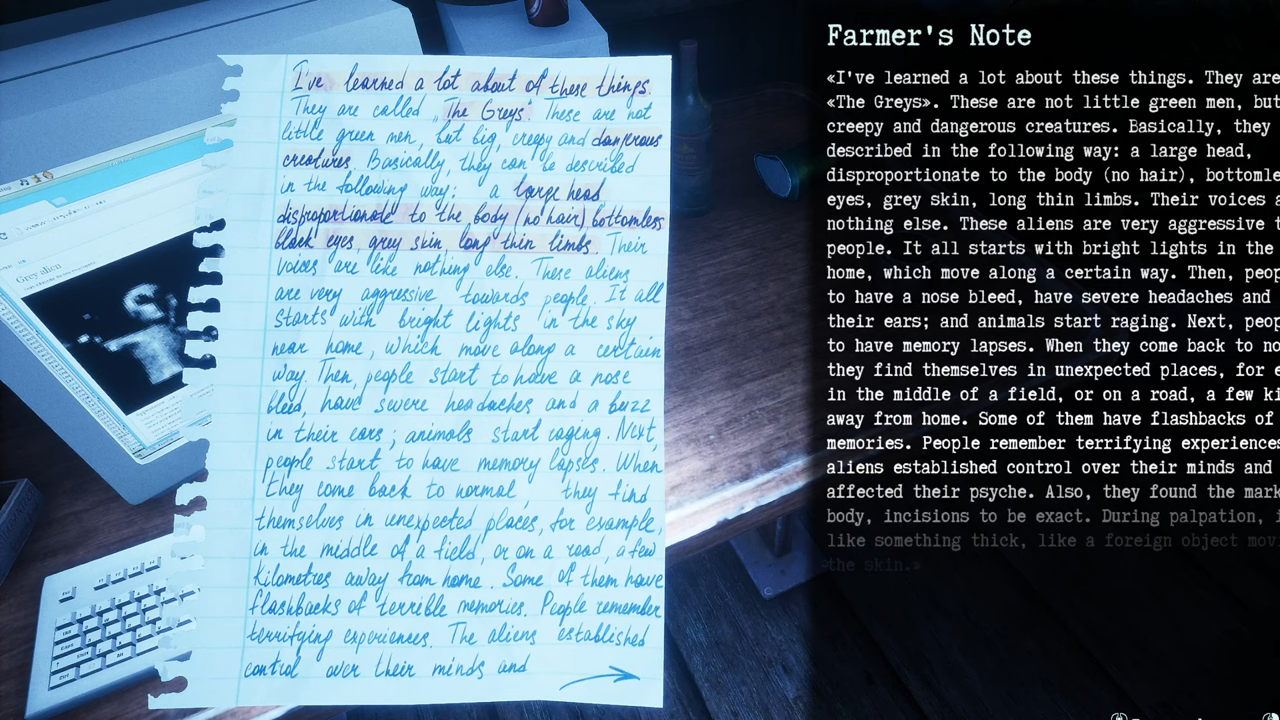 I've learned a lot about of these things.
They are called "The Greys". These are not
little green men, but big, creepy and dangerous
creatures. Basically, they can be described
in the following way: a large head
disproportionate to the body (no hair) bottomless
black eyes, grey skin, long thin limbs. Their
voices are like nothing else. These aliens
are very aggressive towards people. It all
starts with bright lights in the sky
near home, which move along a certain
way. Then, people start to have a nose
bleed, have severe headaches and a buzz
in their ears; animals start raging. Next,
people start to have memory lapses. When
they come back to normal, they find
themselves in unexpected places, for example,
in the middle of a field, or on a road, a few
kilometres away from home. Some of them have
flashbacks of terrible memories. People remember
terrifying experiences. The aliens established
control over their minds and
Grey alien
Farmer's Note
«I've learned a lot about these things. They are
«The Greys». These are not little green men, but
creepy and dangerous creatures. Basically, they
described in the following way: a large head,
disproportionate to the body (no hair), bottomle
eyes, grey skin, long thin limbs. Their voices a
nothing else. These aliens are very aggressive t
people. It all starts with bright lights in the
home, which move along a certain way. Then, peop
to have a nose bleed, have severe headaches and
their ears; and animals start raging. Next, peop
to have memory lapses. When they come back to no
they find themselves in unexpected places, for e
in the middle of a field, or on a road, a few ki
away from home. Some of them have flashbacks of
memories. People remember terrifying experiences
aliens established control over their minds and
affected their psyche. Also, they found the mark
body, incisions to be exact. During palpation, i
like something thick, like a foreign object movi
the skin.»